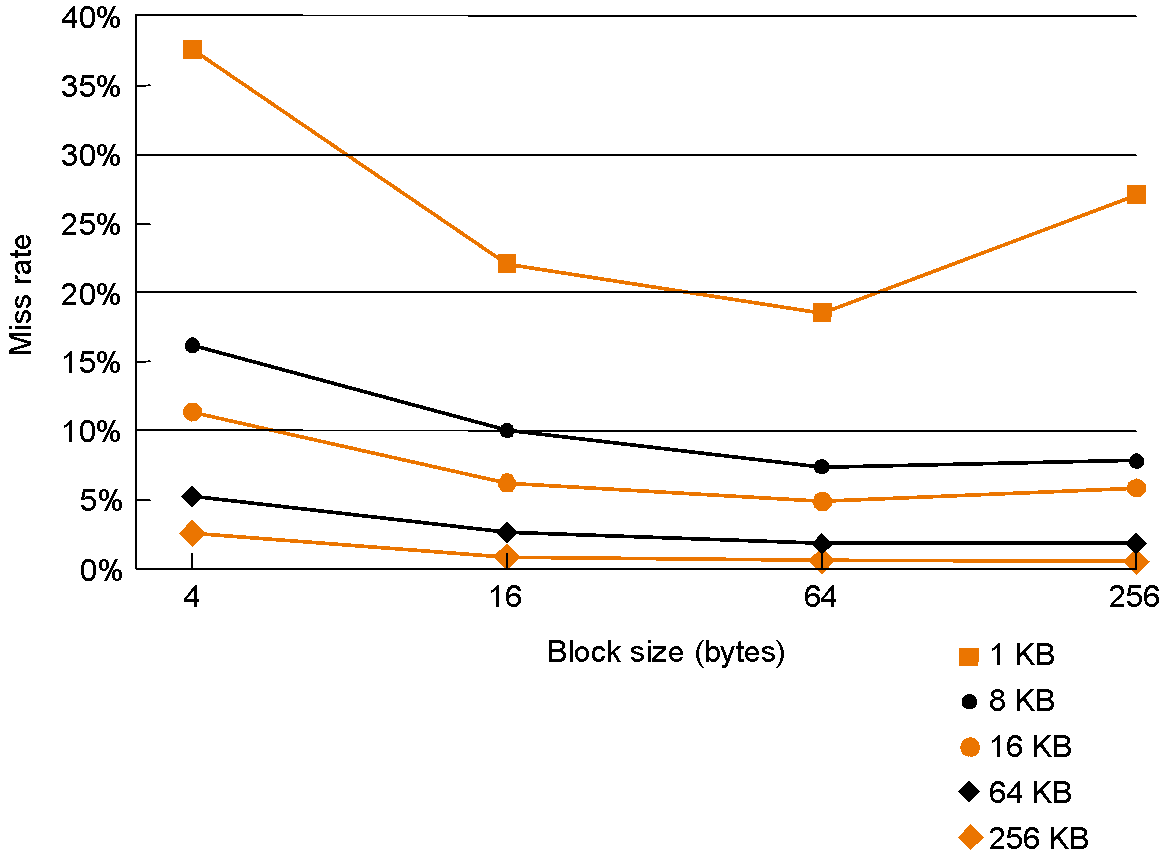 40%
35%
30%
25%
20%
15%
10%
5%
0%
Miss rate
4 16 64 256
Block size (bytes)
1 KB
8 KB
16 KB
64 KB
256 KB